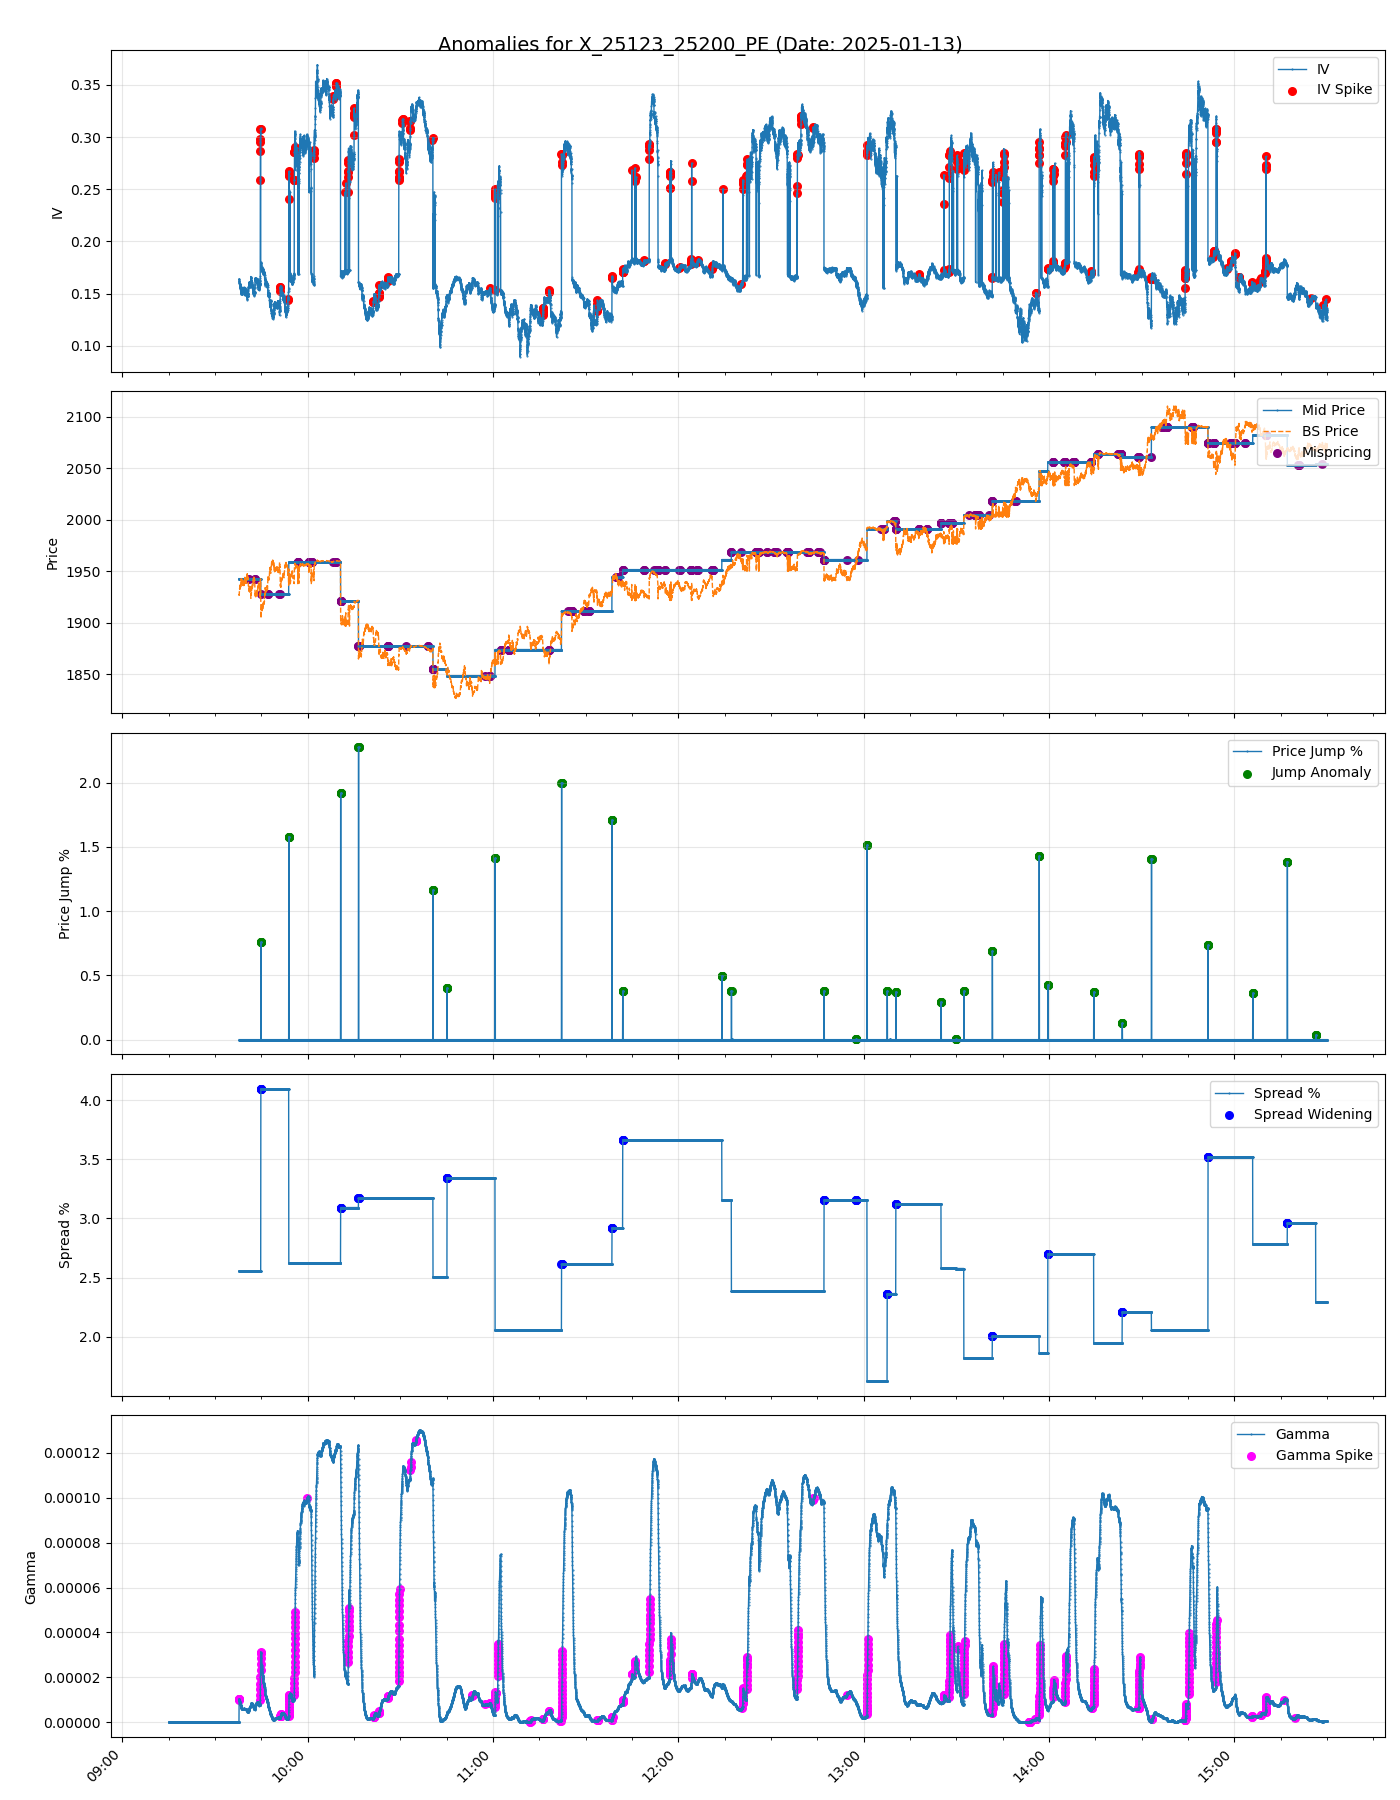 Anomalies for X_25123_25200_PE (Date: 2025-01-13)
IV
IV Spike
0.35
0.30
0.25
0.20
0.15
0.10
IV
Mid Price
BS Price
Mispricing
2100
2050
2000
1950
1900
1850
Price
Price Jump %
Jump Anomaly
2.0
1.5
1.0
0.5
0.0
Price Jump %
Spread %
Spread Widening
4.0
3.5
3.0
2.5
2.0
Spread %
Gamma
Gamma Spike
0.00012
0.00010
0.00008
0.00006
0.00004
0.00002
0.00000
Gamma
09:00
10:00
11:00
12:00
13:00
14:00
15:00